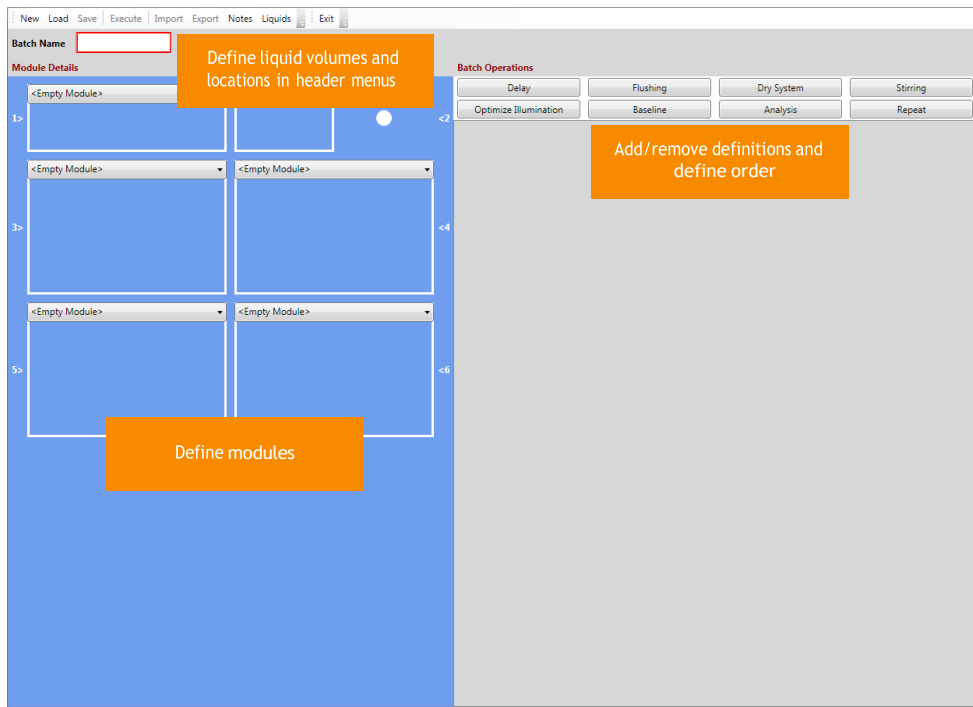 New Load Save Execute Import Export Notes Liquids Exit
Batch Name
Define liquid volumes and
locations in header menus
Module Details
Batch Operations
<Empty Module>
Delay Flushing Dry System Stirring
Optimize Illumination Baseline Analysis Repeat
1> <2
Add/remove definitions and
define order
<Empty Module> <Empty Module>
3> <4
<Empty Module> <Empty Module>
5> <6
Define modules